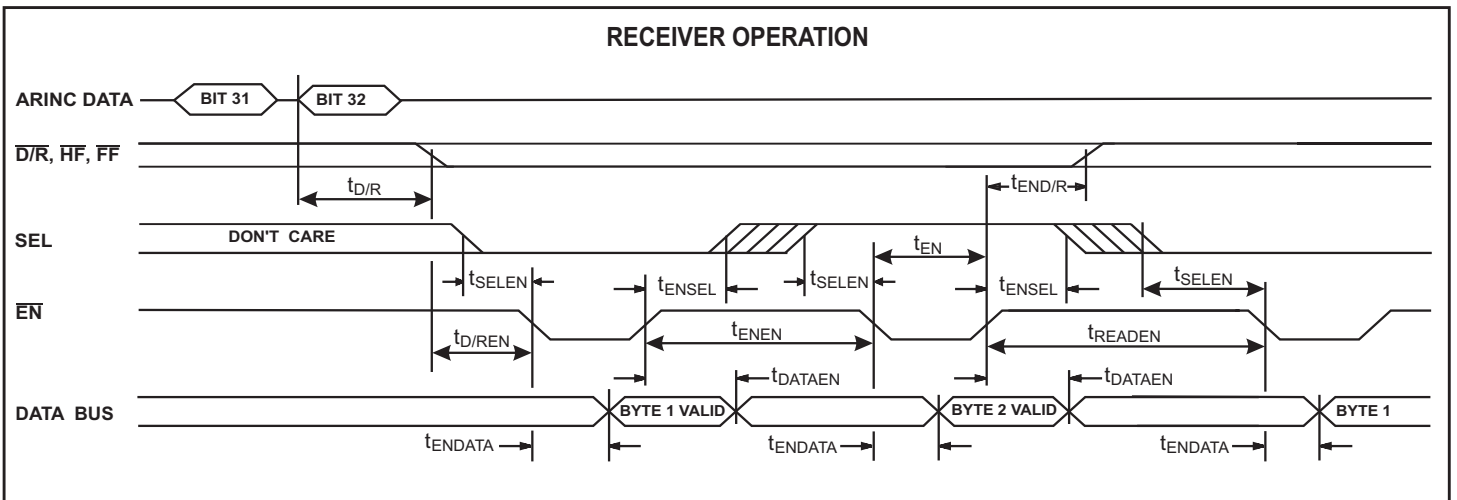 RECEIVER OPERATION
ARINC DATA
BIT 31
BIT 32
D/R, HF, FF
tD/R
tEND/R
SEL
DON'T CARE
tSELEN
tENSEL
tSELEN
tEN
tENSEL
tSELEN
EN
tD/REN
tENEN
tREADEN
tDATAEN
tDATAEN
DATA BUS
BYTE 1 VALID
BYTE 2 VALID
BYTE 1
tENDATA
tENDATA
tENDATA